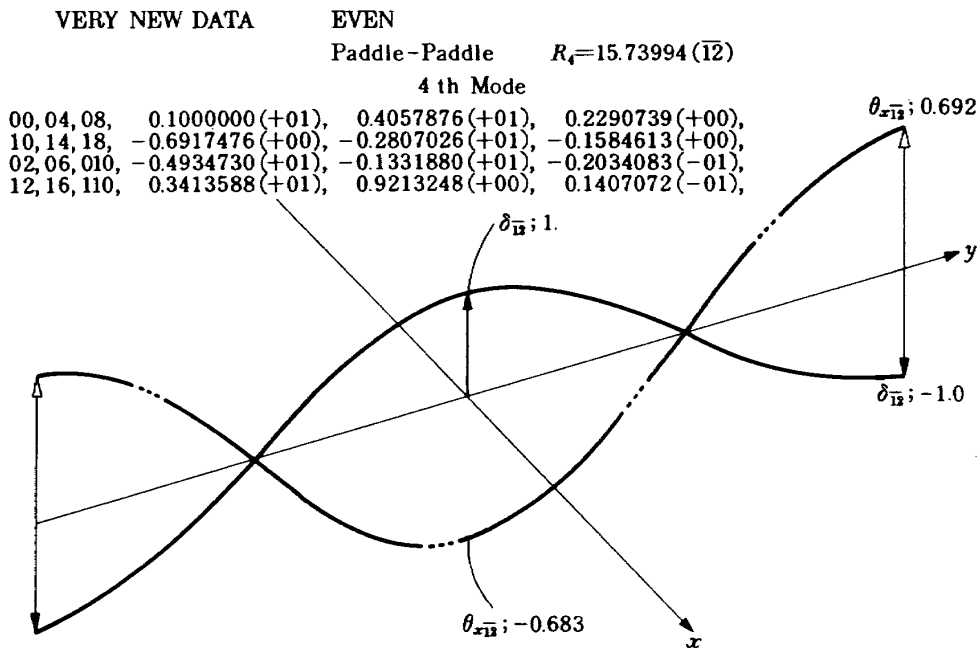 VERY NEW DATA EVEN
Paddle-Paddle R₄=15.73994(1̅2̅)
4 th Mode
00, 04, 08, 0.1000000(+01), 0.4057876(+01), 0.2290739(+00),
10, 14, 18, -0.6917476(+00), -0.2807026(+01), -0.1584613(+00),
02, 06, 010, -0.4934730(+01), -0.1331880(+01), -0.2034083(-01),
12, 16, 110, 0.3413588(+01), 0.9213248(+00), 0.1407072(-01),
θx1̅2̅; 0.692
δ1̅2̅; 1.
y
δ1̅2̅; -1.0
θx1̅2̅; -0.683
x